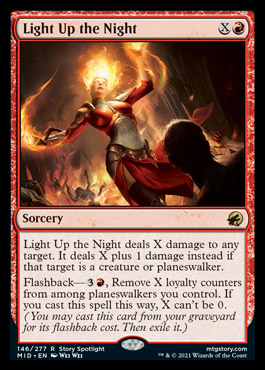 Light Up the Night X
Sorcery
Light Up the Night deals X damage to any
target. It deals X plus 1 damage instead if
that target is a creature or planeswalker.
Flashback—3, Remove X loyalty counters
from among planeswalkers you control. If
you cast this spell this way, X can't be 0.
(You may cast this card from your graveyard
for its flashback cost. Then exile it.)
146/277 R Story Spotlight mtgstory.com
MID • EN Wei Wei ™ & © 2021 Wizards of the Coast